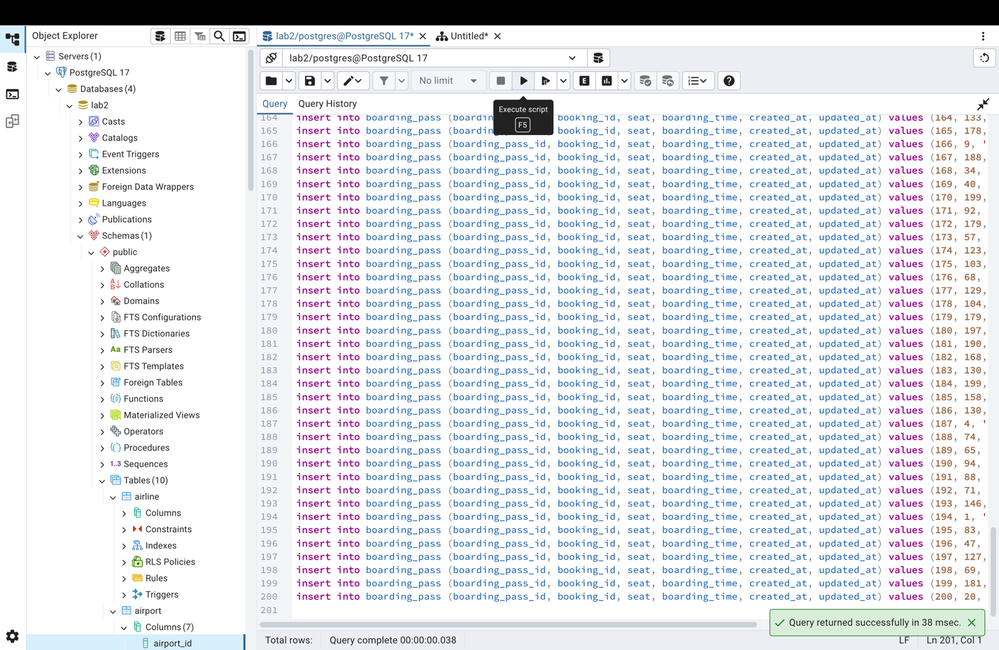 Object Explorer
lab2/postgres@PostgreSQL 17*
Untitled*
lab2/postgres@PostgreSQL 17
No limit
E
Query
Query History
Execute script
F5
Servers (1)
PostgreSQL 17
Databases (4)
lab2
Casts
Catalogs
Event Triggers
Extensions
Foreign Data Wrappers
Languages
Publications
Schemas (1)
public
Aggregates
Collations
Domains
FTS Configurations
FTS Dictionaries
Aa FTS Parsers
FTS Templates
Foreign Tables
Functions
Materialized Views
Operators
Procedures
1..3 Sequences
Tables (10)
airline
Columns
Constraints
Indexes
RLS Policies
Rules
Triggers
airport
Columns (7)
airport_id
164 insert into boarding_pass (boarding_pass_id, booking_id, seat, boarding_time, created_at, updated_at) values (164, 133,
165 insert into boarding_pass (boarding_pass_id, booking_id, seat, boarding_time, created_at, updated_at) values (165, 178,
166 insert into boarding_pass (boarding_pass_id, booking_id, seat, boarding_time, created_at, updated_at) values (166, 9, '
167 insert into boarding_pass (boarding_pass_id, booking_id, seat, boarding_time, created_at, updated_at) values (167, 188,
168 insert into boarding_pass (boarding_pass_id, booking_id, seat, boarding_time, created_at, updated_at) values (168, 34,
169 insert into boarding_pass (boarding_pass_id, booking_id, seat, boarding_time, created_at, updated_at) values (169, 40,
170 insert into boarding_pass (boarding_pass_id, booking_id, seat, boarding_time, created_at, updated_at) values (170, 199,
171 insert into boarding_pass (boarding_pass_id, booking_id, seat, boarding_time, created_at, updated_at) values (171, 92,
172 insert into boarding_pass (boarding_pass_id, booking_id, seat, boarding_time, created_at, updated_at) values (172, 179,
173 insert into boarding_pass (boarding_pass_id, booking_id, seat, boarding_time, created_at, updated_at) values (173, 57,
174 insert into boarding_pass (boarding_pass_id, booking_id, seat, boarding_time, created_at, updated_at) values (174, 123,
175 insert into boarding_pass (boarding_pass_id, booking_id, seat, boarding_time, created_at, updated_at) values (175, 103,
176 insert into boarding_pass (boarding_pass_id, booking_id, seat, boarding_time, created_at, updated_at) values (176, 68,
177 insert into boarding_pass (boarding_pass_id, booking_id, seat, boarding_time, created_at, updated_at) values (177, 129,
178 insert into boarding_pass (boarding_pass_id, booking_id, seat, boarding_time, created_at, updated_at) values (178, 104,
179 insert into boarding_pass (boarding_pass_id, booking_id, seat, boarding_time, created_at, updated_at) values (179, 179,
180 insert into boarding_pass (boarding_pass_id, booking_id, seat, boarding_time, created_at, updated_at) values (180, 197,
181 insert into boarding_pass (boarding_pass_id, booking_id, seat, boarding_time, created_at, updated_at) values (181, 190,
182 insert into boarding_pass (boarding_pass_id, booking_id, seat, boarding_time, created_at, updated_at) values (182, 168,
183 insert into boarding_pass (boarding_pass_id, booking_id, seat, boarding_time, created_at, updated_at) values (183, 130,
184 insert into boarding_pass (boarding_pass_id, booking_id, seat, boarding_time, created_at, updated_at) values (184, 199,
185 insert into boarding_pass (boarding_pass_id, booking_id, seat, boarding_time, created_at, updated_at) values (185, 158,
186 insert into boarding_pass (boarding_pass_id, booking_id, seat, boarding_time, created_at, updated_at) values (186, 130,
187 insert into boarding_pass (boarding_pass_id, booking_id, seat, boarding_time, created_at, updated_at) values (187, 4, '
188 insert into boarding_pass (boarding_pass_id, booking_id, seat, boarding_time, created_at, updated_at) values (188, 74,
189 insert into boarding_pass (boarding_pass_id, booking_id, seat, boarding_time, created_at, updated_at) values (189, 65,
190 insert into boarding_pass (boarding_pass_id, booking_id, seat, boarding_time, created_at, updated_at) values (190, 94,
191 insert into boarding_pass (boarding_pass_id, booking_id, seat, boarding_time, created_at, updated_at) values (191, 88,
192 insert into boarding_pass (boarding_pass_id, booking_id, seat, boarding_time, created_at, updated_at) values (192, 71,
193 insert into boarding_pass (boarding_pass_id, booking_id, seat, boarding_time, created_at, updated_at) values (193, 146,
194 insert into boarding_pass (boarding_pass_id, booking_id, seat, boarding_time, created_at, updated_at) values (194, 1, '
195 insert into boarding_pass (boarding_pass_id, booking_id, seat, boarding_time, created_at, updated_at) values (195, 83,
196 insert into boarding_pass (boarding_pass_id, booking_id, seat, boarding_time, created_at, updated_at) values (196, 47,
197 insert into boarding_pass (boarding_pass_id, booking_id, seat, boarding_time, created_at, updated_at) values (197, 127,
198 insert into boarding_pass (boarding_pass_id, booking_id, seat, boarding_time, created_at, updated_at) values (198, 69,
199 insert into boarding_pass (boarding_pass_id, booking_id, seat, boarding_time, created_at, updated_at) values (199, 181,
200 insert into boarding_pass (boarding_pass_id, booking_id, seat, boarding_time, created_at, updated_at) values (200, 20,
201
Query returned successfully in 38 msec.
Total rows:
Query complete 00:00:00.038
LF
Ln 201, Col 1